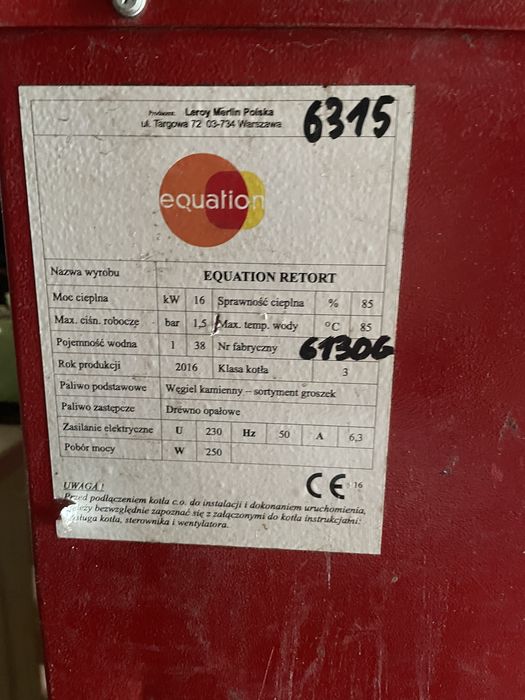 Producent: Leroy Merlin Polska
ul. Targowa 72 03-734 Warszawa
6315
equation
Nazwa wyrobu EQUATION RETORT
Moc cieplna kW 16 Sprawność cieplna % 85
Max. ciśn. robocze bar 1,5 Max. temp. wody °C 85
Pojemność wodna l 38 Nr fabryczny 61306
Rok produkcji 2016 Klasa kotła 3
Paliwo podstawowe Węgiel kamienny – sortyment groszek
Paliwo zastępcze Drewno opałowe
Zasilanie elektryczne U 230 Hz 50 A 6,3
Pobór mocy W 250
CE 16
UWAGA !
Przed podłączeniem kotła c.o. do instalacji i dokonaniem uruchomienia,
należy bezwzględnie zapoznać się z załączonymi do kotła instrukcjami:
obsługa kotła, sterownika i wentylatora.